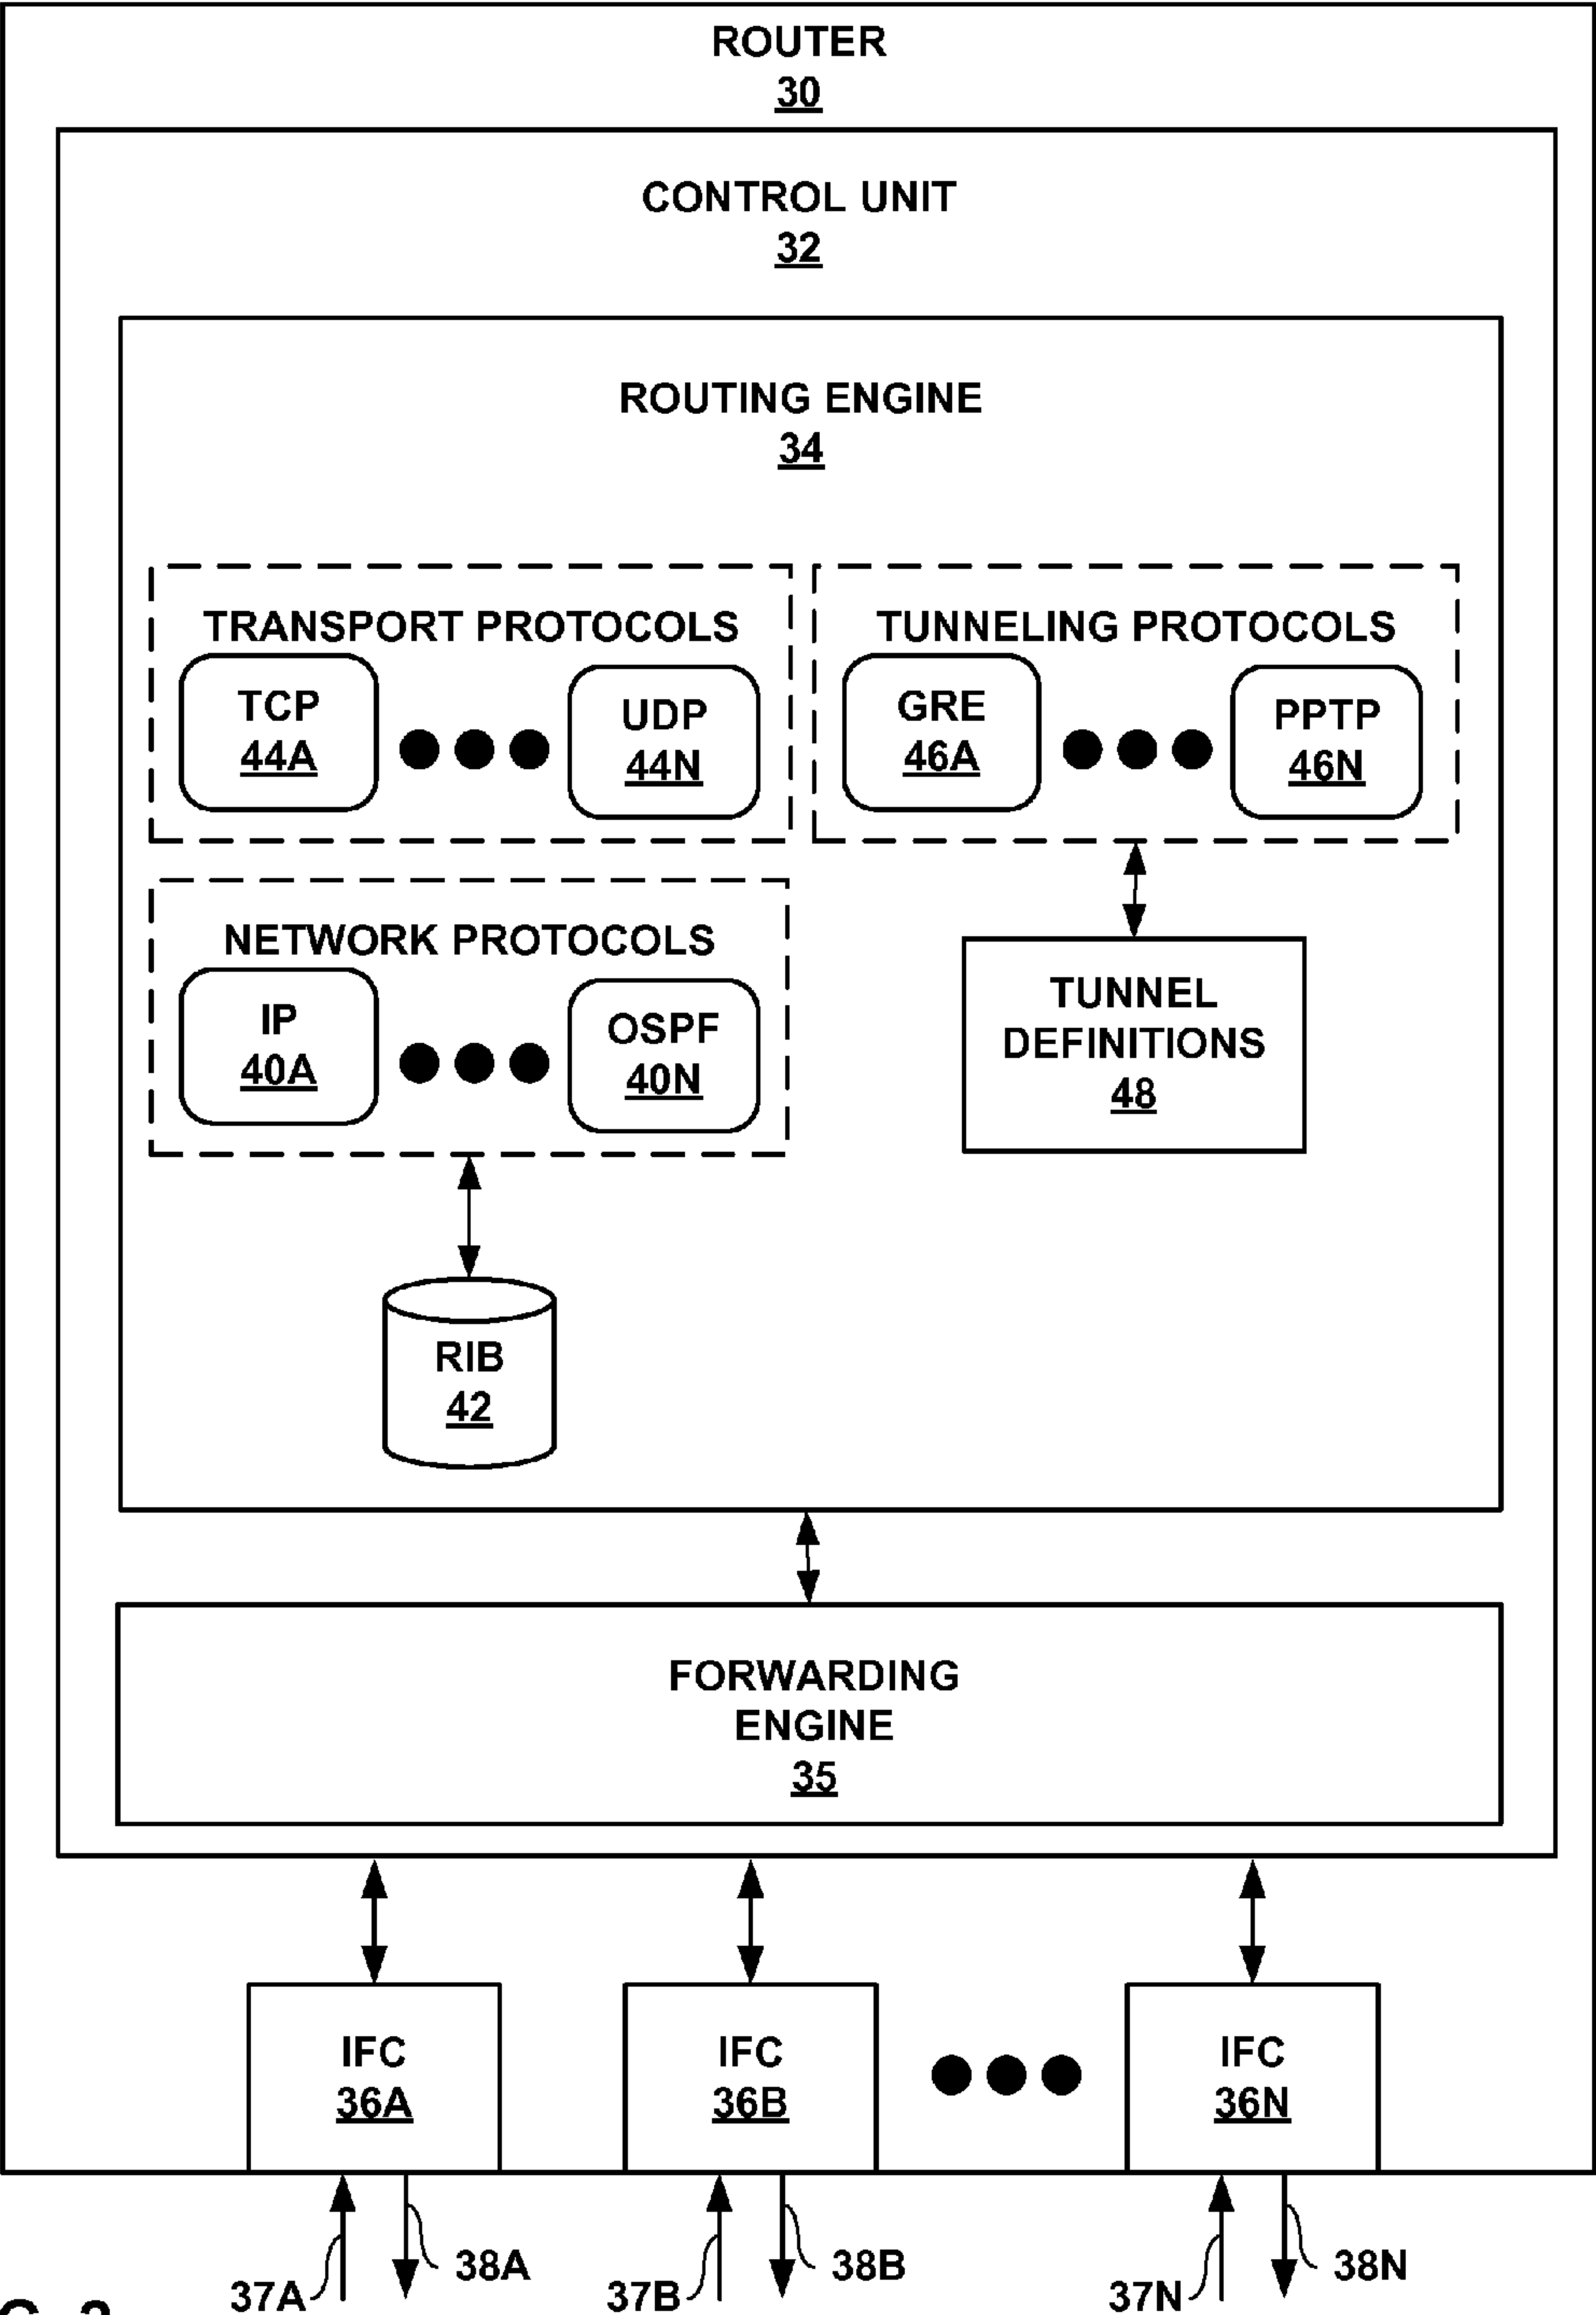 ROUTER
30
CONTROL UNIT
32
ROUTING ENGINE
34
TRANSPORT PROTOCOLS
TCP
44A
UDP
44N
TUNNELING PROTOCOLS
GRE
46A
PPTP
46N
NETWORK PROTOCOLS
IP
40A
OSPF
40N
TUNNEL
DEFINITIONS
48
RIB
42
FORWARDING
ENGINE
35
IFC
36A
IFC
36B
IFC
36N
37A
38A
37B
38B
37N
38N